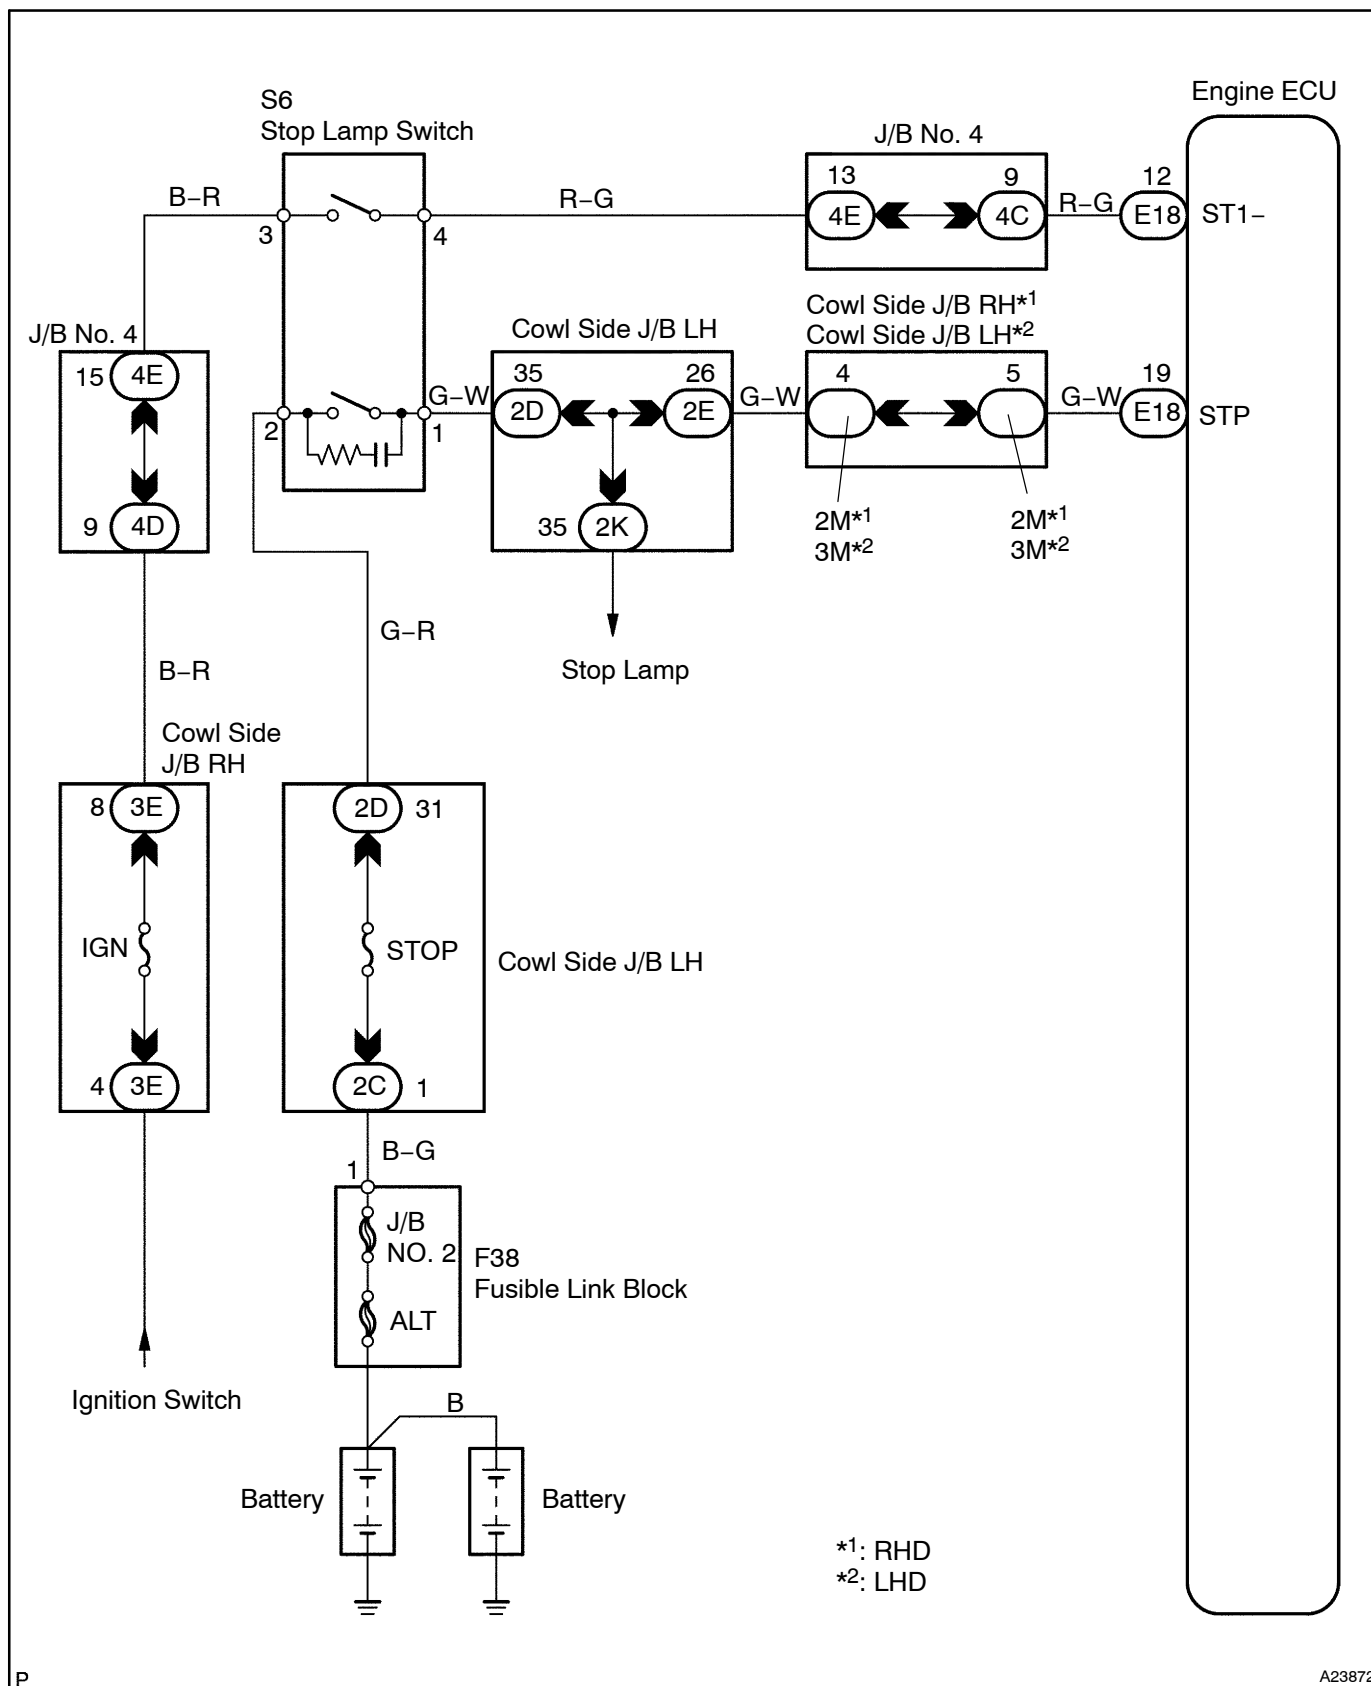 Engine ECU
S6
Stop Lamp Switch
J/B No. 4
13
9
12
B–R
R–G
R–G
4E
4C
E18
ST1–
3
4
Cowl Side J/B RH*1
Cowl Side J/B LH*2
J/B No. 4
Cowl Side J/B LH
15
4E
35
26
4
5
19
G–W
G–W
G–W
2D
2E
E18
STP
2
1
9
4D
35
2K
2M*1
3M*2
2M*1
3M*2
G–R
B–R
Stop Lamp
Cowl Side
J/B RH
8
3E
2D
31
IGN
STOP
Cowl Side J/B LH
4
3E
2C
1
B–G
1
J/B
NO. 2
F38
Fusible Link Block
ALT
Ignition Switch
B
Battery
Battery
*1: RHD
*2: LHD
P
A23872